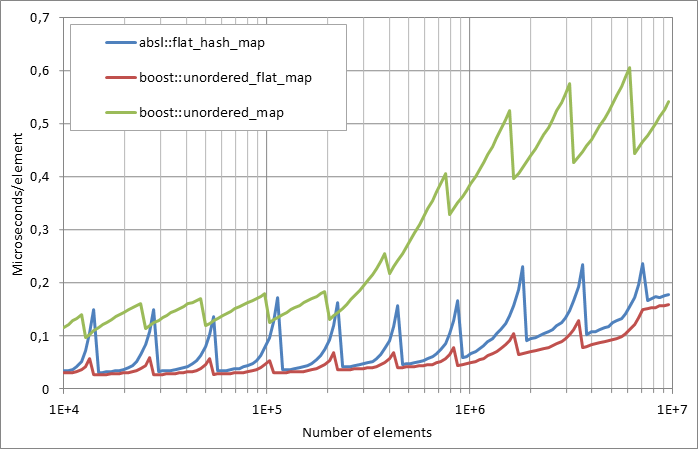 0,7
0,6
0,5
0,4
0,3
0,2
0,1
0
Microseconds/element
absl::flat_hash_map
boost::unordered_flat_map
boost::unordered_map
1E+4 1E+5 1E+6 1E+7
Number of elements